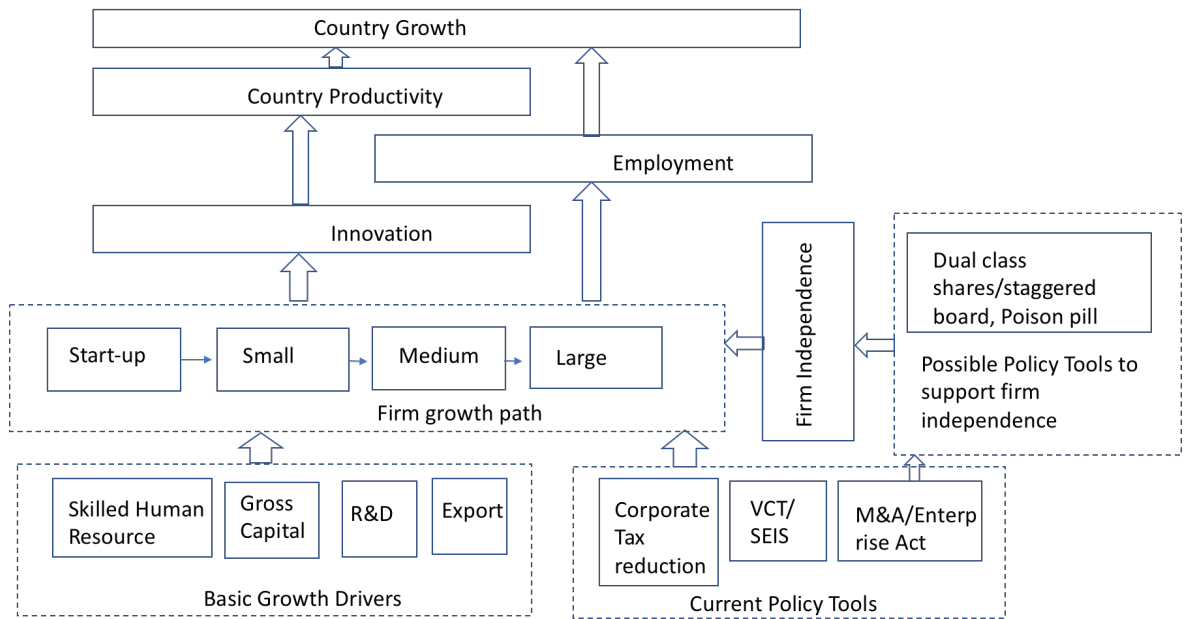 Country Growth
Country Productivity
Employment
Innovation
Firm Independence
Dual class
shares/staggered
board, Poison pill
Possible Policy Tools to
support firm
independence
Start-up
Small
Medium
Large
Firm growth path
Skilled Human
Resource
Gross
Capital
R&D
Export
Basic Growth Drivers
Corporate
Tax
reduction
VCT/
SEIS
M&A/Enterp
rise Act
Current Policy Tools